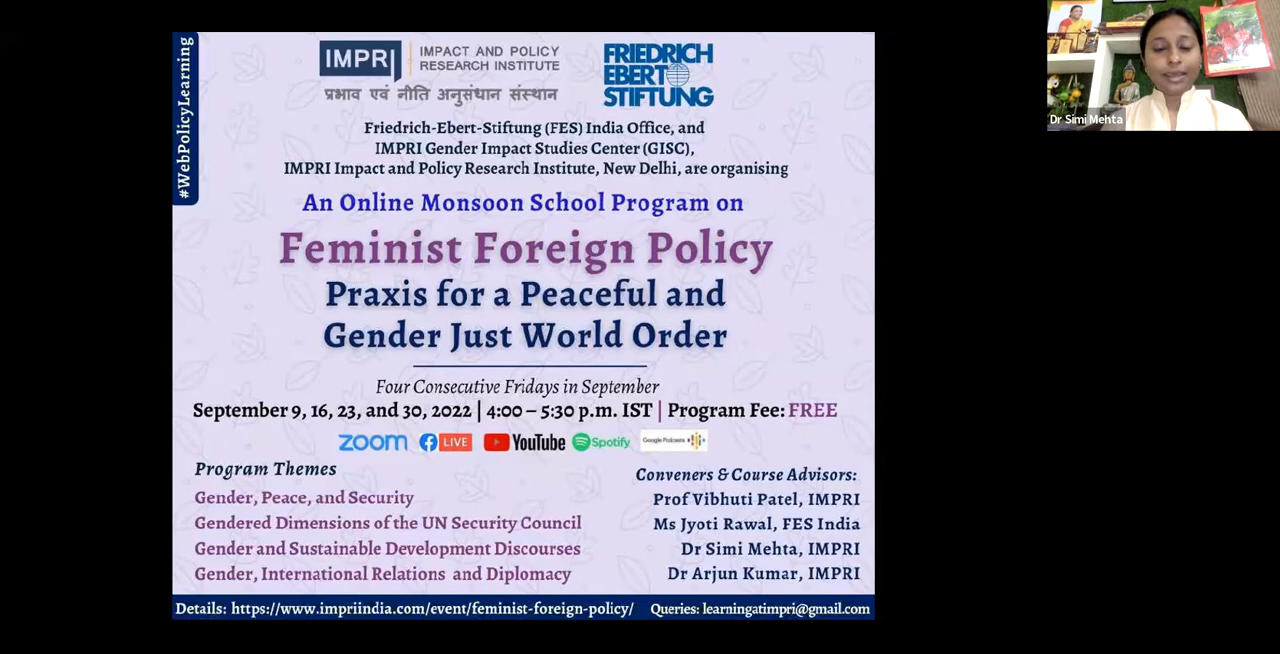 #WebPolicyLearning
IMPRI
IMPACT AND POLICY
RESEARCH INSTITUTE
प्रभाव एवं नीति अनुसंधान संस्थान
FRIEDRICH
EBERT
STIFTUNG
Friedrich-Ebert-Stiftung (FES) India Office, and
IMPRI Gender Impact Studies Center (GISC),
IMPRI Impact and Policy Research Institute, New Delhi, are organising
An Online Monsoon School Program on
Feminist Foreign Policy
Praxis for a Peaceful and
Gender Just World Order
Four Consecutive Fridays in September
September 9, 16, 23, and 30, 2022 | 4:00 – 5:30 p.m. IST | Program Fee: FREE
zoom LIVE YouTube Spotify Google Podcasts
Program Themes
Gender, Peace, and Security
Gendered Dimensions of the UN Security Council
Gender and Sustainable Development Discourses
Gender, International Relations and Diplomacy
Conveners & Course Advisors:
Prof Vibhuti Patel, IMPRI
Ms Jyoti Rawal, FES India
Dr Simi Mehta, IMPRI
Dr Arjun Kumar, IMPRI
Details: https://www.impriindia.com/event/feminist-foreign-policy/ Queries: learningatimpri@gmail.com
Dr Simi Mehta